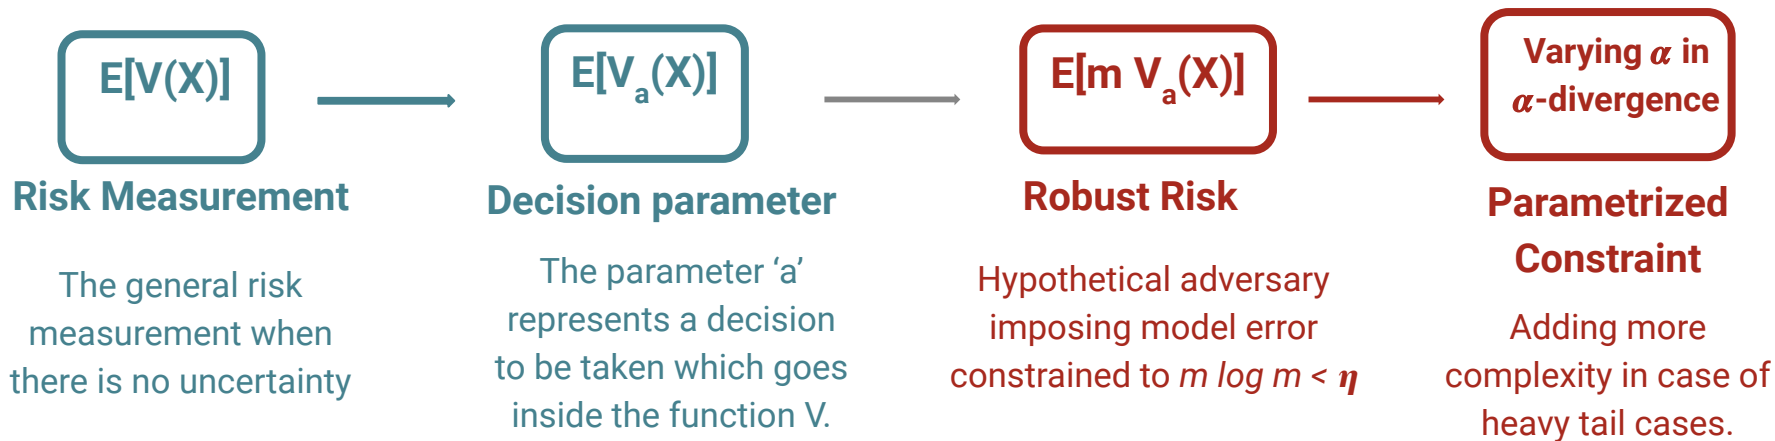 E[V(X)]
Risk Measurement
The general risk
measurement when
there is no uncertainty
E[Vₐ(X)]
Decision parameter
The parameter ‘a’
represents a decision
to be taken which goes
inside the function V.
E[m Vₐ(X)]
Robust Risk
Hypothetical adversary
imposing model error
constrained to m log m < η
Varying α in
α-divergence
Parametrized
Constraint
Adding more
complexity in case of
heavy tail cases.